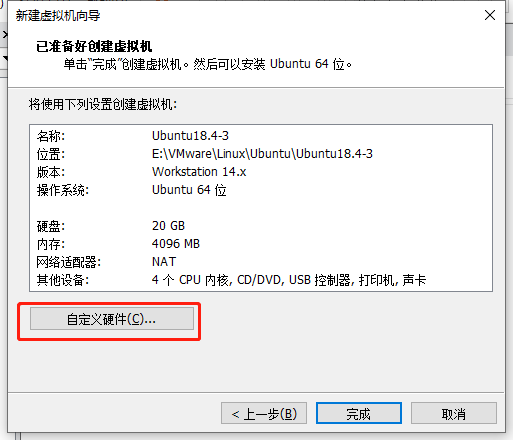 新建虚拟机向导
已准备好创建虚拟机
单击“完成”创建虚拟机。然后可以安装 Ubuntu 64 位。
将使用下列设置创建虚拟机:
名称: Ubuntu18.4-3
位置: E:\VMware\Linux\Ubuntu\Ubuntu18.4-3
版本: Workstation 14.x
操作系统: Ubuntu 64 位
硬盘: 20 GB
内存: 4096 MB
网络适配器: NAT
其他设备: 4 个 CPU 内核, CD/DVD, USB 控制器, 打印机, 声卡
自定义硬件(C)...
< 上一步(B) 完成 取消